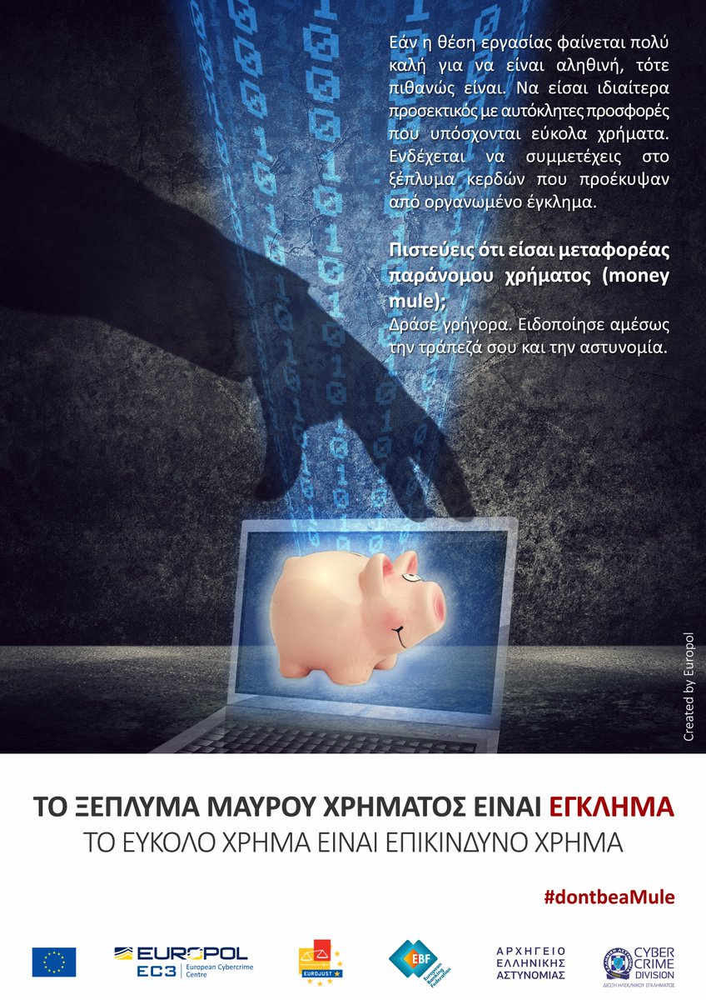 Εάν η θέση εργασίας φαίνεται πολύ
καλή για να είναι αληθινή, τότε
πιθανώς είναι. Να είσαι ιδιαίτερα
προσεκτικός με αυτόκλητες προσφορές
που υπόσχονται εύκολα χρήματα.
Ενδέχεται να συμμετέχεις στο
ξέπλυμα κερδών που προέκυψαν
από οργανωμένο έγκλημα.
Πιστεύεις ότι είσαι μεταφορέας
παράνομου χρήματος (money
mule);
Δράσε γρήγορα. Ειδοποίησε αμέσως
την τράπεζά σου και την αστυνομία.
Created by Europol
ΤΟ ΞΕΠΛΥΜΑ ΜΑΥΡΟΥ ΧΡΗΜΑΤΟΣ ΕΙΝΑΙ ΕΓΚΛΗΜΑ
ΤΟ ΕΥΚΟΛΟ ΧΡΗΜΑ ΕΙΝΑΙ ΕΠΙΚΙΝΔΥΝΟ ΧΡΗΜΑ
#dontbeaMule
EUROPOL
EC3 European Cybercrime
Centre
EUROJUST
EBF
European
Banking
Federation
ΑΡΧΗΓΕΙΟ
ΕΛΛΗΝΙΚΗΣ
ΑΣΤΥΝΟΜΙΑΣ
CYBER
CRIME
DIVISION
ΔΙΩΞΗ ΗΛΕΚ/ΝΙΚΟΥ ΕΓΚΛΗΜΑΤΟΣ